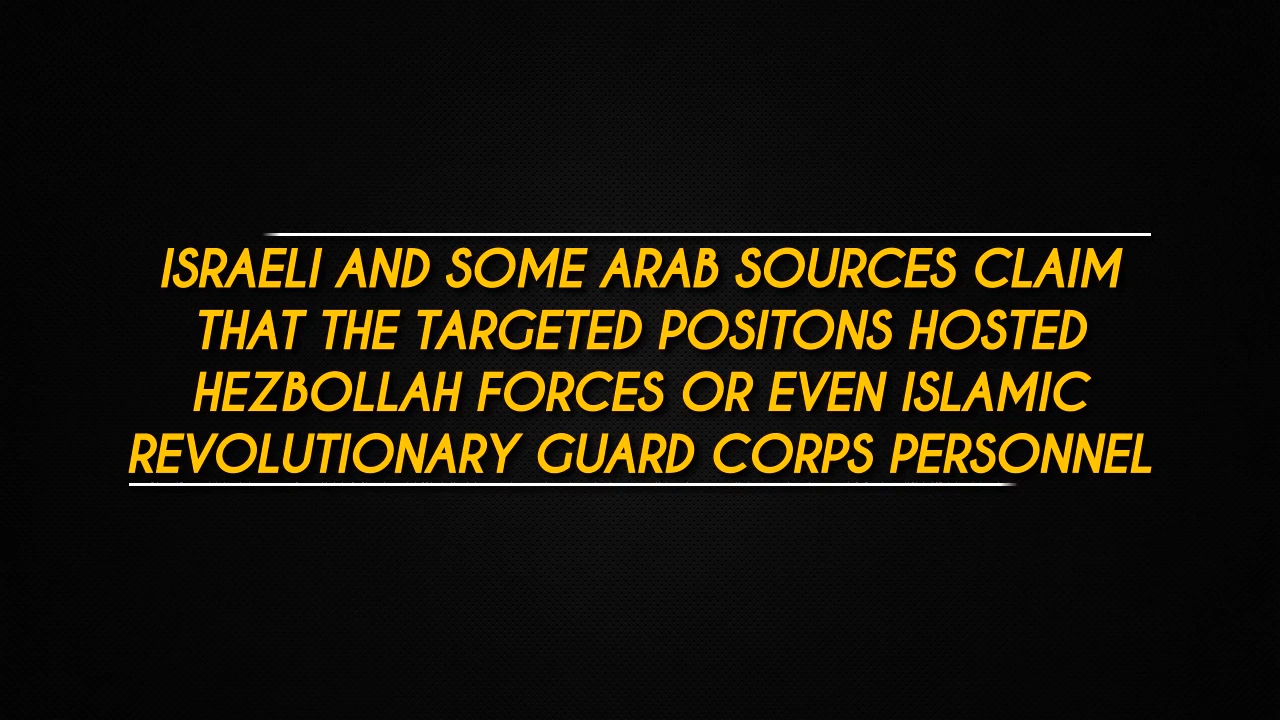 ISRAELI AND SOME ARAB SOURCES CLAIM
THAT THE TARGETED POSITONS HOSTED
HEZBOLLAH FORCES OR EVEN ISLAMIC
REVOLUTIONARY GUARD CORPS PERSONNEL